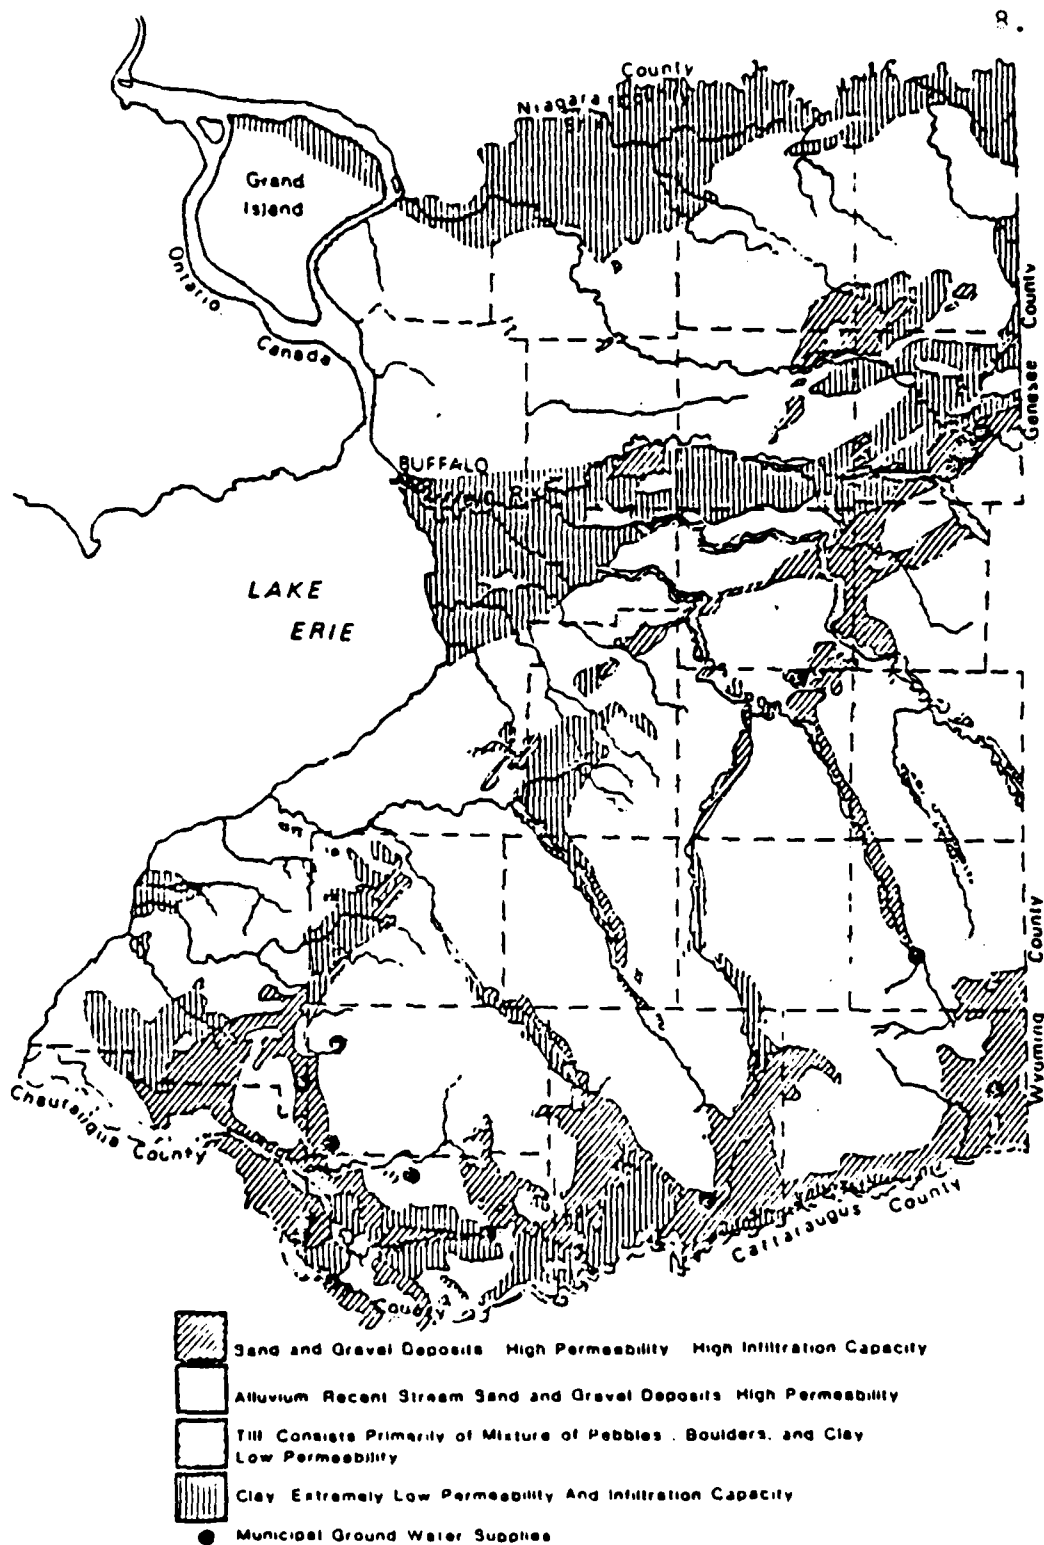 8.
County
Niagara County
Erie
Grand
Island
Ontario
Canada
Genesee County
BUFFALO
LAKE
ERIE
Wyoming County
Chautauqua County
Cattaraugus County
County
Sand and Gravel Deposits High Permeability High Infiltration Capacity
Alluvium Recent Stream Sand and Gravel Deposits High Permeability
Till Consists Primarily of Mixture of Pebbles, Boulders, and Clay
Low Permeability
Clay Extremely Low Permeability And Infiltration Capacity
Municipal Ground Water Supplies